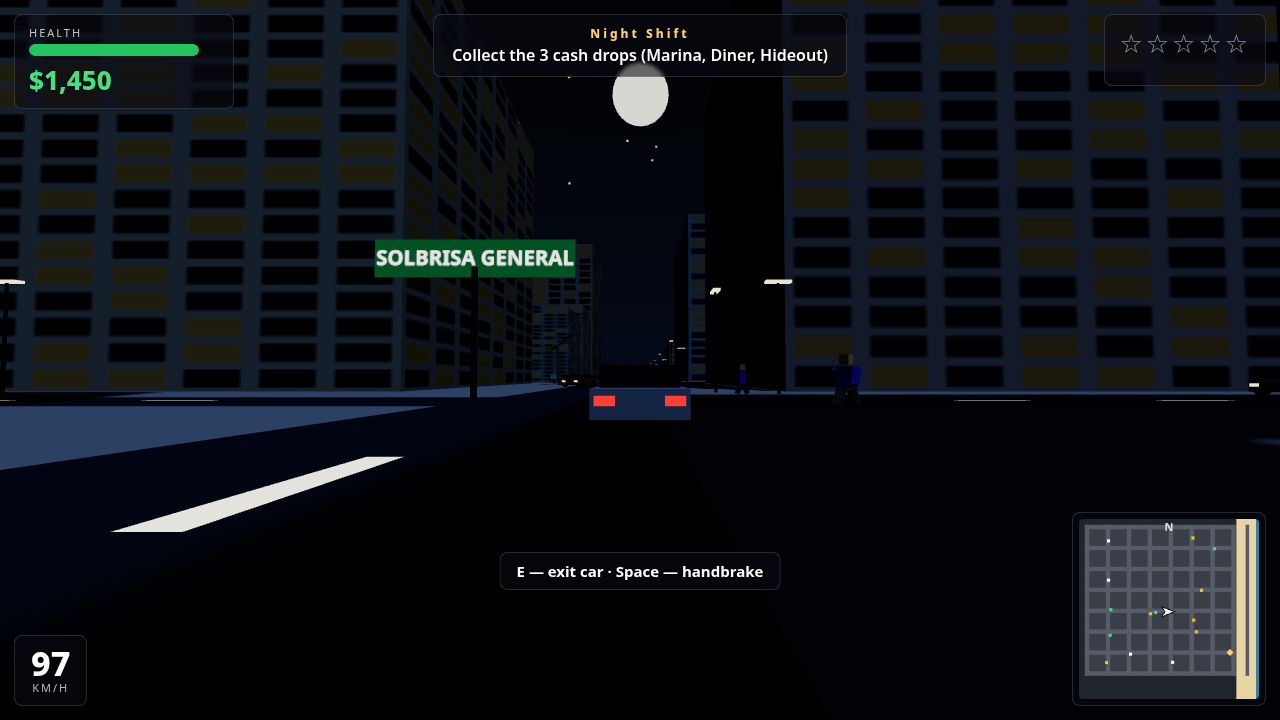 HEALTH
$1,450
Night Shift
Collect the 3 cash drops (Marina, Diner, Hideout)
☆☆☆☆☆
SOLBRISA GENERAL
E — exit car · Space — handbrake
97
KM/H
N